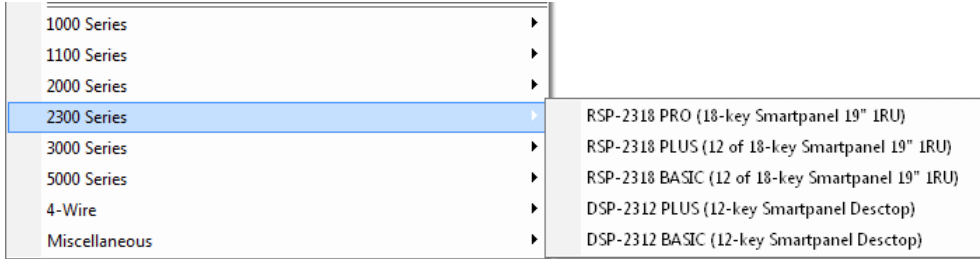 1000 Series
1100 Series
2000 Series
2300 Series
3000 Series
5000 Series
4-Wire
Miscellaneous
RSP-2318 PRO (18-key Smartpanel 19" 1RU)
RSP-2318 PLUS (12 of 18-key Smartpanel 19" 1RU)
RSP-2318 BASIC (12 of 18-key Smartpanel 19" 1RU)
DSP-2312 PLUS (12-key Smartpanel Desctop)
DSP-2312 BASIC (12-key Smartpanel Desctop)